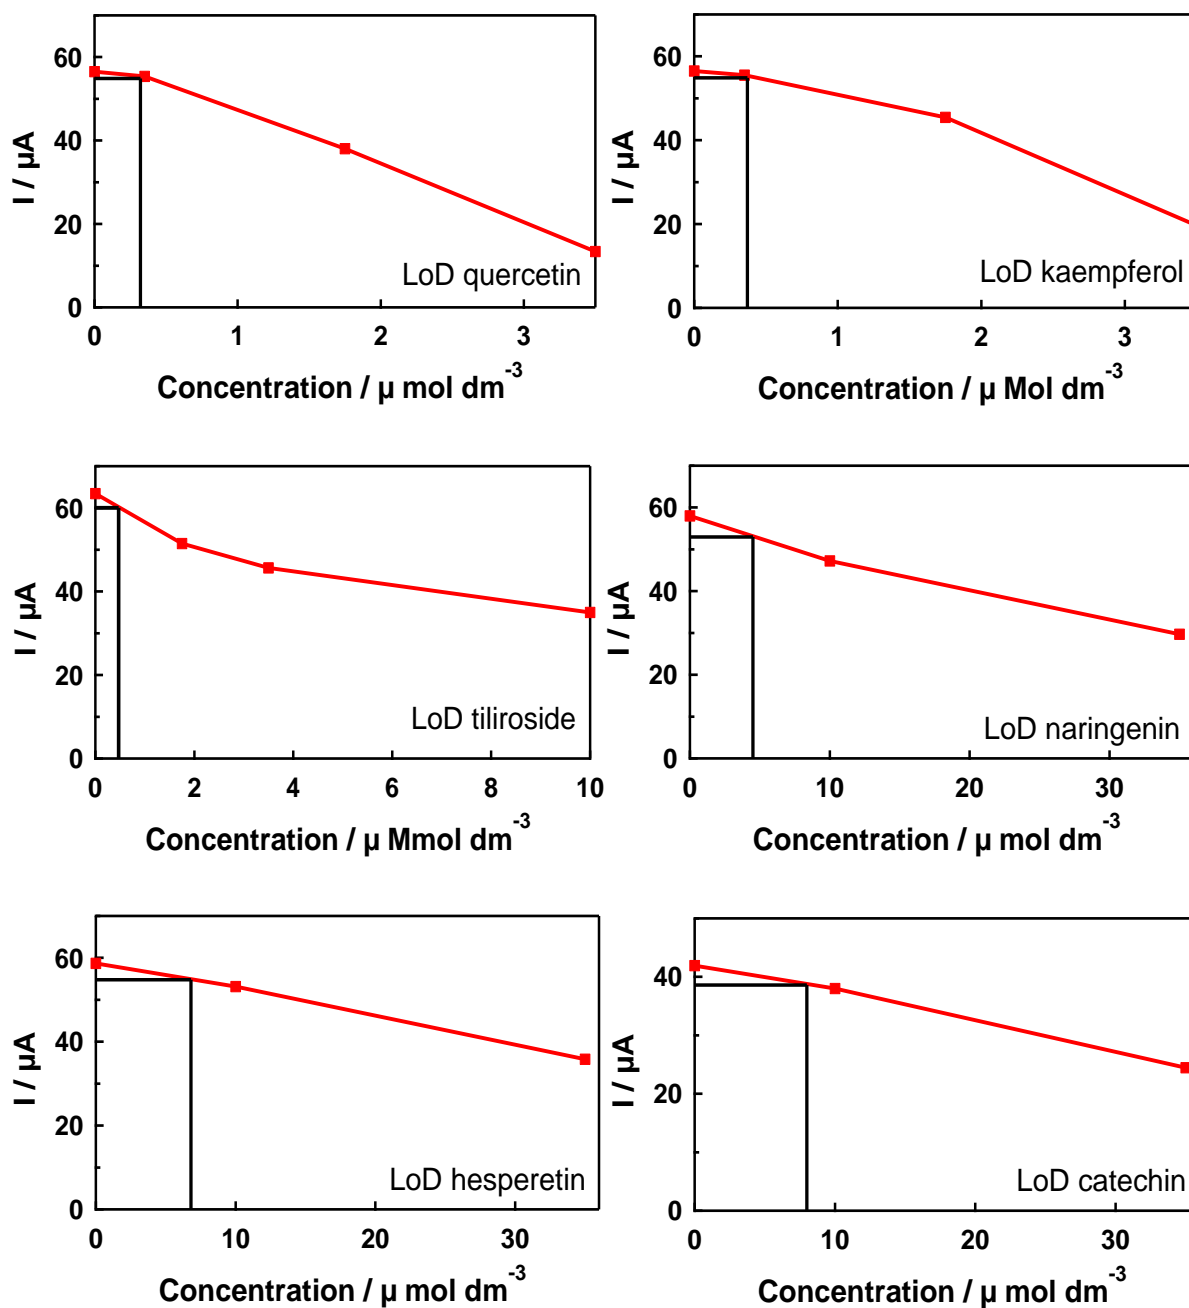 60
40
20
0
I / µA
LoD quercetin
0 1 2 3
Concentration / µ mol dm-3
60
40
20
0
I / µA
LoD kaempferol
0 1 2 3
Concentration / µ Mol dm-3
60
40
20
0
I / µA
LoD tiliroside
0 2 4 6 8 10
Concentration / µ Mmol dm-3
60
40
20
0
I / µA
LoD naringenin
0 10 20 30
Concentration / µ mol dm-3
60
40
20
0
I / µA
LoD hesperetin
0 10 20 30
Concentration / µ mol dm-3
40
20
0
I / µA
LoD catechin
0 10 20 30
Concentration / µ mol dm-3